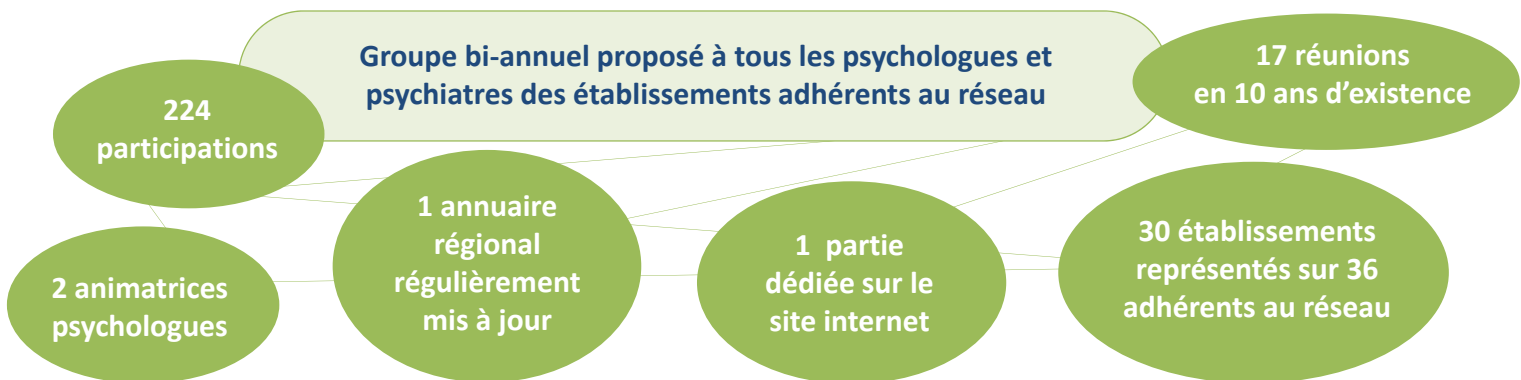 Groupe bi-annuel proposé à tous les psychologues et
psychiatres des établissements adhérents au réseau
17 réunions
en 10 ans d’existence
224
participations
1 annuaire
régional
régulièrement
mis à jour
1 partie
dédiée sur le
site internet
30 établissements
représentés sur 36
adhérents au réseau
2 animatrices
psychologues